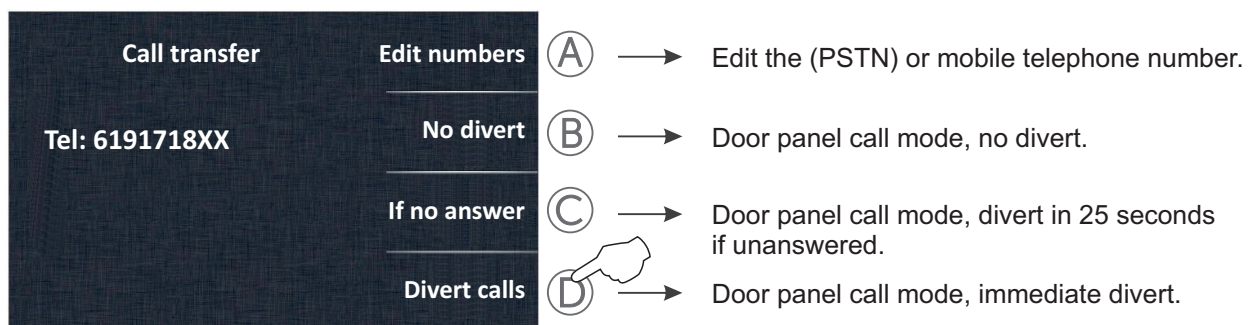 Call transfer
Edit numbers
A
Edit the (PSTN) or mobile telephone number.
Tel: 6191718XX
No divert
B
Door panel call mode, no divert.
If no answer
C
Door panel call mode, divert in 25 seconds
if unanswered.
Divert calls
D
Door panel call mode, immediate divert.